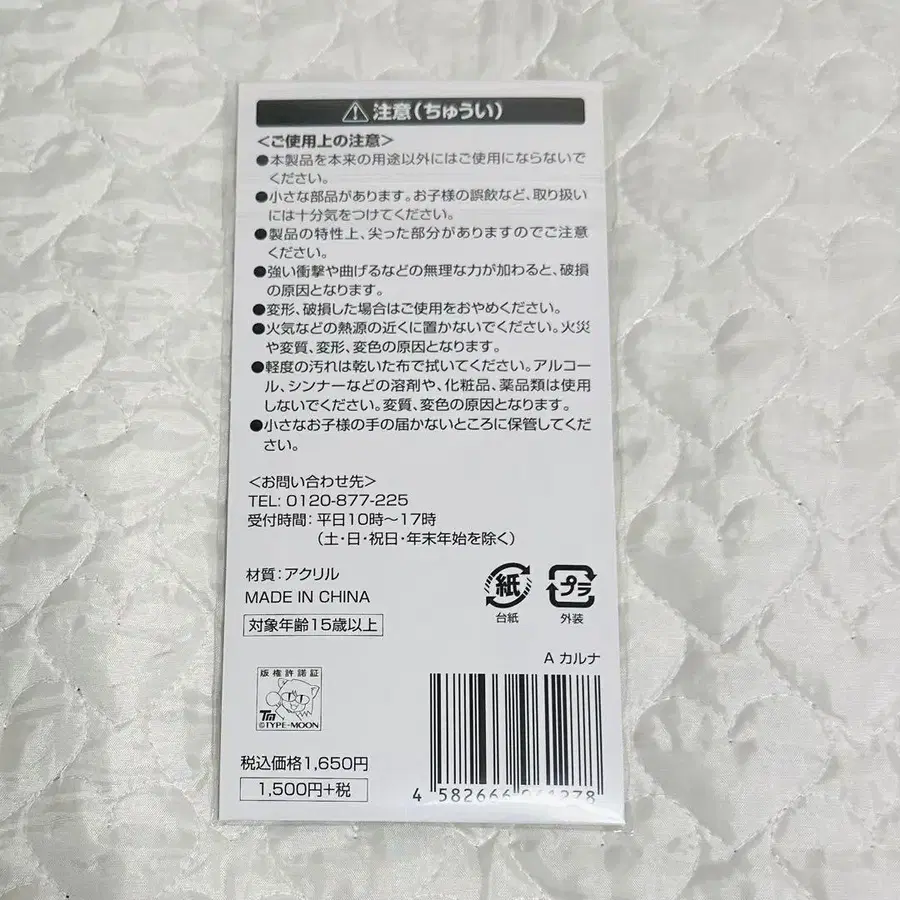 ⚠ 注意(ちゅうい)
<ご使用上の注意>
●本製品を本来の用途以外にはご使用にならないで
ください。
●小さな部品があります。お子様の誤飲など、取り扱い
には十分気をつけてください。
●製品の特性上、尖った部分がありますのでご注意
ください。
●強い衝撃や曲げるなどの無理な力が加わると、破損
の原因となります。
●変形、破損した場合はご使用をおやめください。
●火気などの熱源の近くに置かないでください。火災
や変質、変形、変色の原因となります。
●軽度の汚れは乾いた布で拭いてください。アルコー
ル、シンナーなどの溶剤や、化粧品、薬品類は使用
しないでください。変質、変色の原因となります。
●小さなお子様の手の届かないところに保管してくだ
さい。
<お問い合わせ先>
TEL: 0120-877-225
受付時間：平日10時～17時
(土・日・祝日・年末年始を除く)
材質：アクリル
MADE IN CHINA
対象年齢15歳以上
紙
台紙
プラ
外装
A カルナ
版権許諾証
TM
©TYPE-MOON
税込価格1,650円
1,500円+税
4 582666